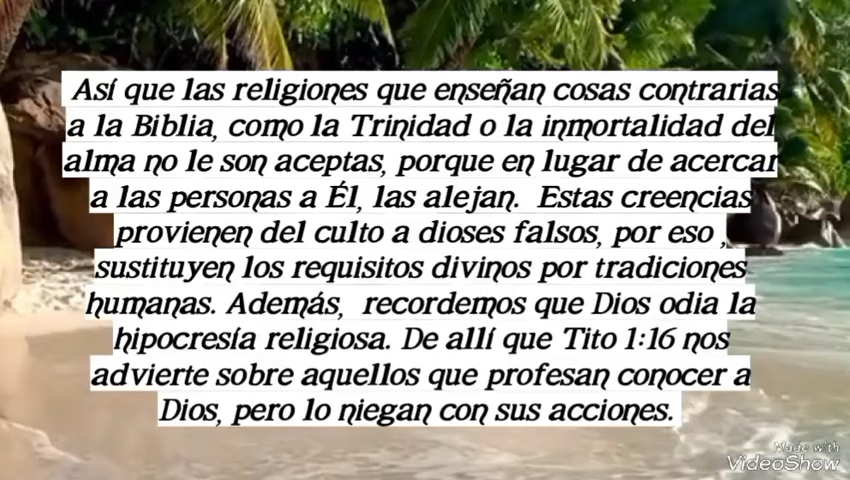 Así que las religiones que enseñan cosas contrarias
a la Biblia, como la Trinidad o la inmortalidad del
alma no le son aceptas, porque en lugar de acercar
a las personas a Él, las alejan.  Estas creencias
provienen del culto a dioses falsos, por eso ,
sustituyen los requisitos divinos por tradiciones
humanas. Además,  recordemos que Dios odia la
hipocresía religiosa. De allí que Tito 1:16 nos
advierte sobre aquellos que profesan conocer a
Dios, pero lo niegan con sus acciones.
Made with
VideoShow